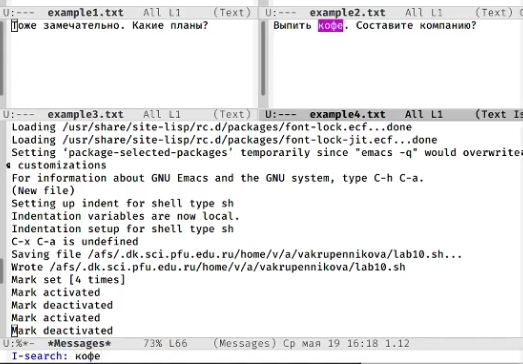 U:--- example1.txt All L1 (Text)
U:--- example2.txt All L1 (Text)
Тоже замечательно. Какие планы?
Выпить кофе. Составите компанию?
U:--- example3.txt All L1 (Text)
U:--- example4.txt All L1 (Text Is
Loading /usr/share/site-lisp/rc.d/packages/font-lock.ecf...done
Loading /usr/share/site-lisp/rc.d/packages/font-lock-jit.ecf...done
Setting ‘package-selected-packages’ temporarily since "emacs -q" would overwrite
customizations
For information about GNU Emacs and the GNU system, type C-h C-a.
(New file)
Setting up indent for shell type sh
Indentation variables are now local.
Indentation setup for shell type sh
C-x C-a is undefined
Saving file /afs/.dk.sci.pfu.edu.ru/home/v/a/vakrupennikova/lab10.sh...
Wrote /afs/.dk.sci.pfu.edu.ru/home/v/a/vakrupennikova/lab10.sh
Mark set [4 times]
Mark activated
Mark deactivated
Mark activated
Mark deactivated
U:%*- *Messages* 73% L66 (Messages) Ср мая 19 16:18 1.12
I-search: кофе